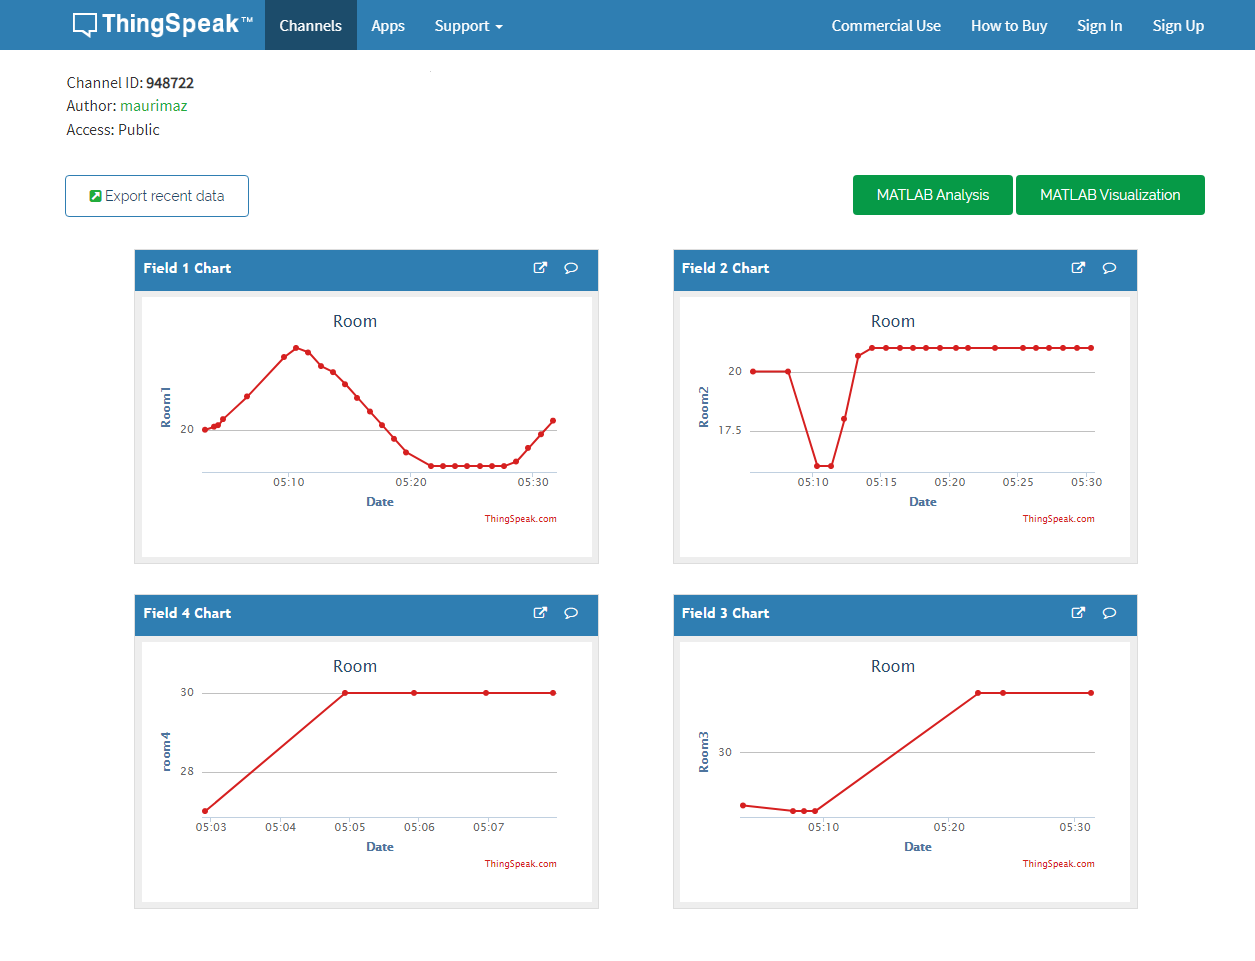 ThingSpeak™ Channels Apps Support Commercial Use How to Buy Sign In Sign Up
Channel ID: 948722
Author: maurimaz
Access: Public
Export recent data
MATLAB Analysis MATLAB Visualization
Field 1 Chart
Room
Room1
20
05:10 05:20 05:30
Date
ThingSpeak.com
Field 2 Chart
Room
Room2
20
17.5
05:10 05:15 05:20 05:25 05:30
Date
ThingSpeak.com
Field 4 Chart
Room
room4
30
28
05:03 05:04 05:05 05:06 05:07
Date
ThingSpeak.com
Field 3 Chart
Room
Room3
30
05:10 05:20 05:30
Date
ThingSpeak.com